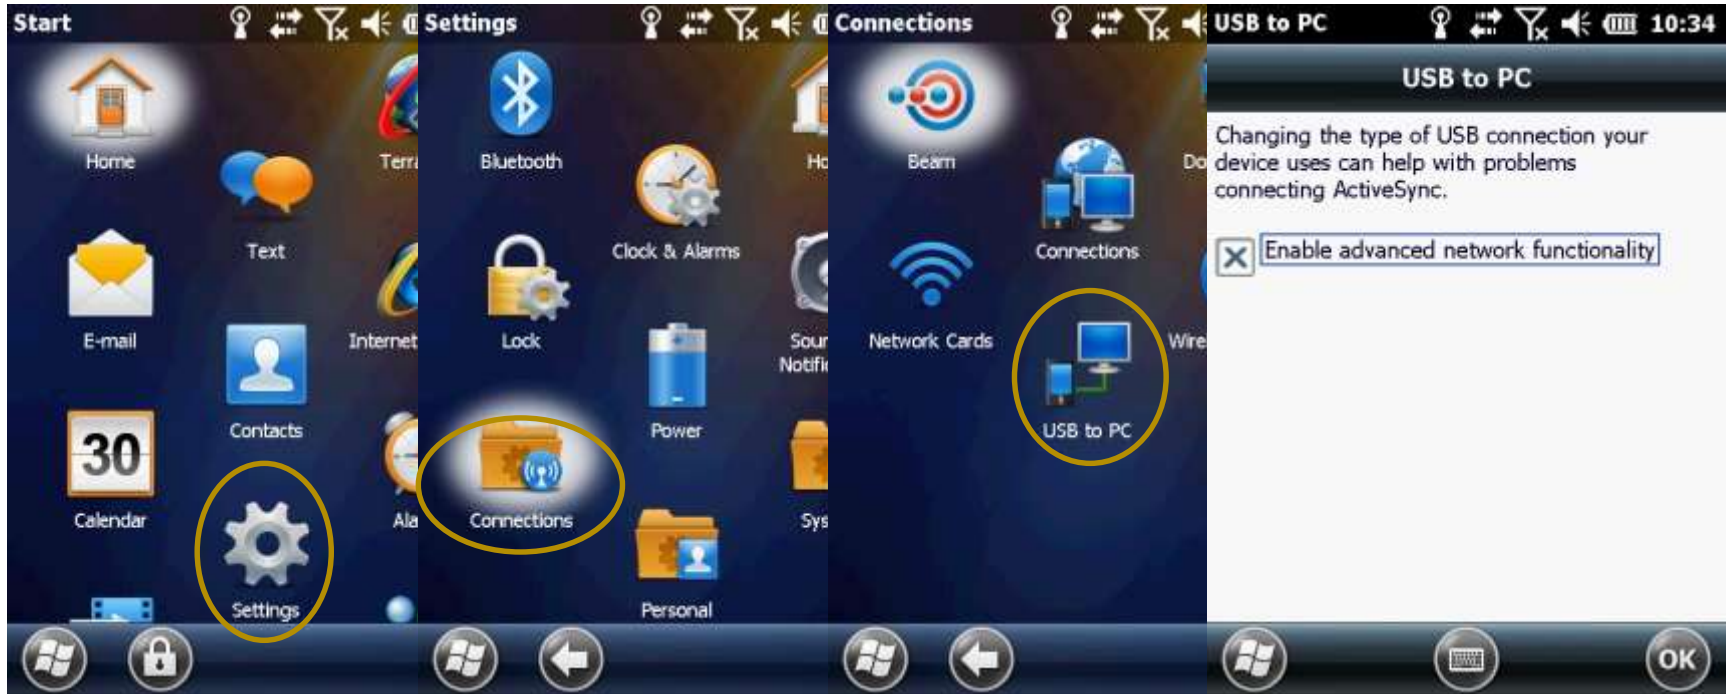 Start
Home
Terra
Text
E-mail
Internet
Contacts
30
Calendar
Ala
Settings
Settings
Bluetooth
Ho
Clock & Alarms
Lock
Sour
Notific
Power
Connections
Sys
Personal
Connections
Beam
Do
Connections
Network Cards
Wire
USB to PC
USB to PC
10:34
USB to PC
Changing the type of USB connection your
device uses can help with problems
connecting ActiveSync.
Enable advanced network functionality
OK